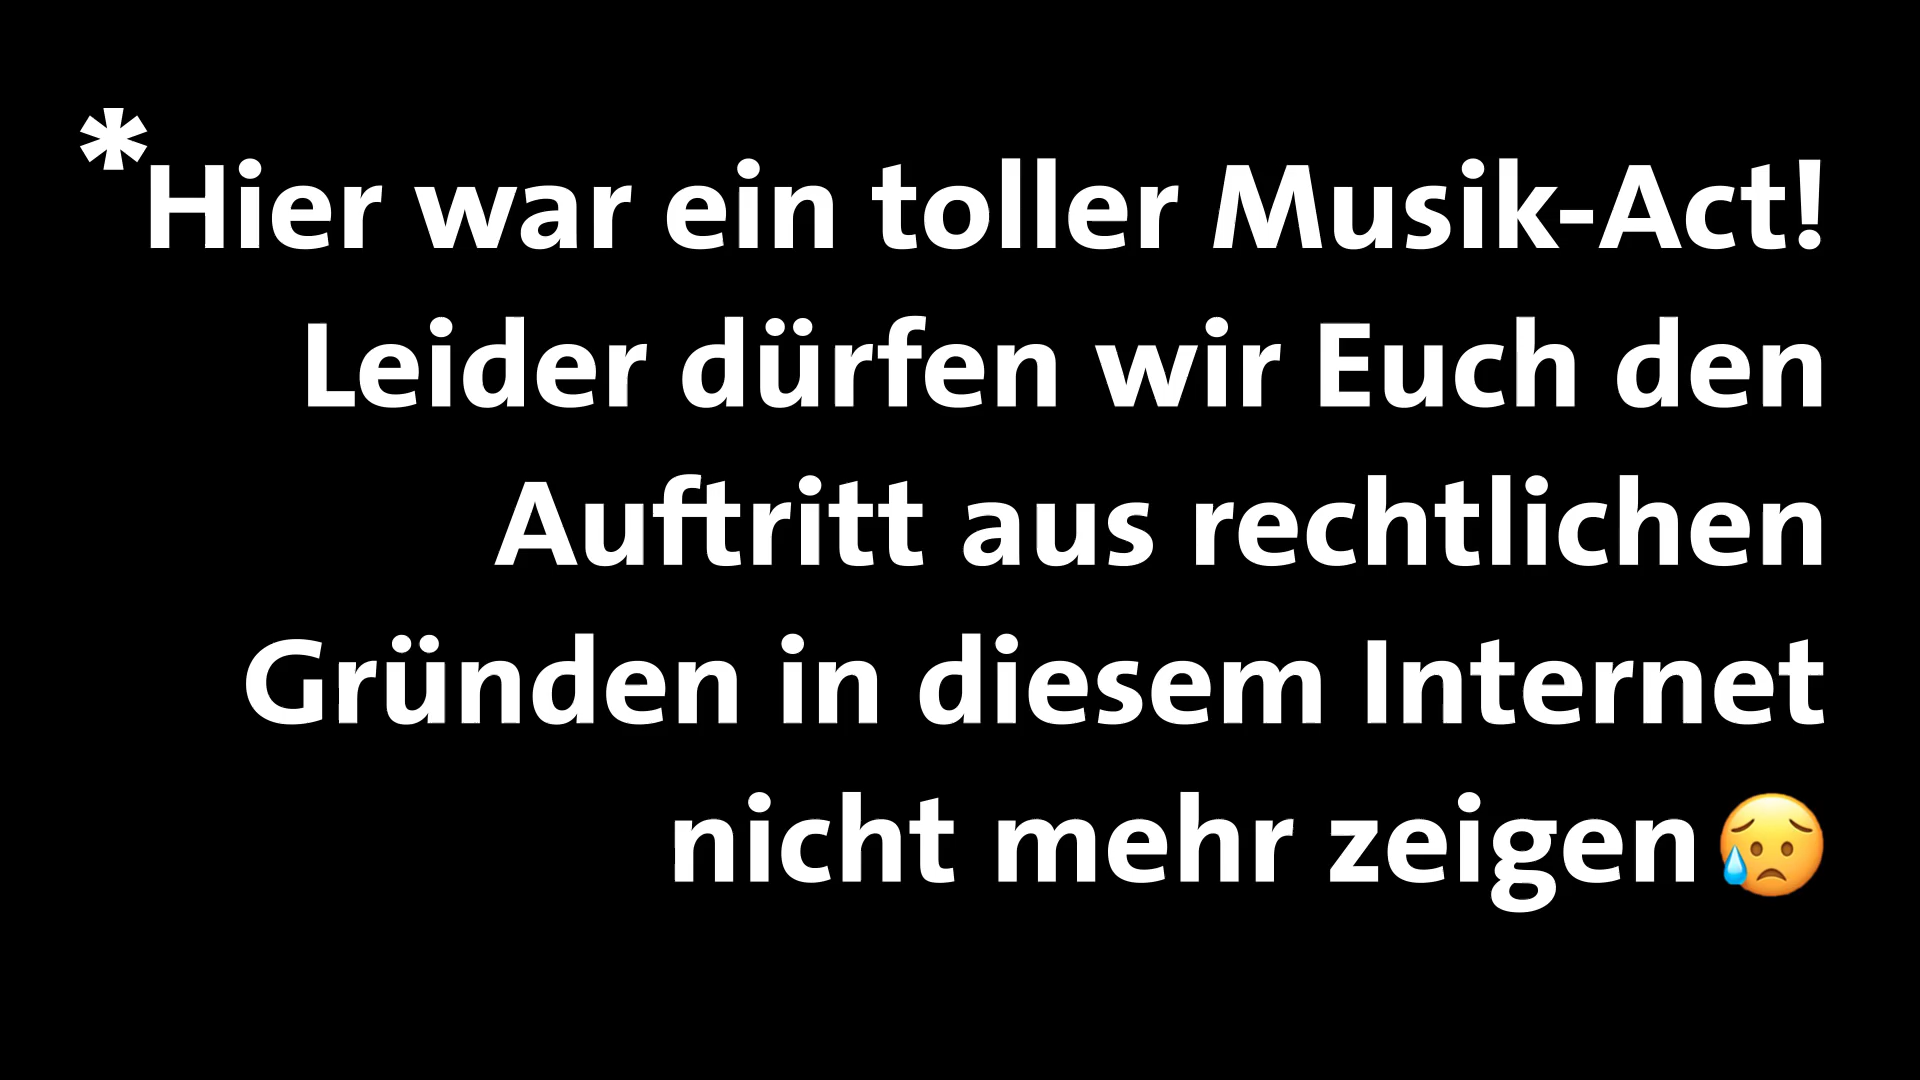 *Hier war ein toller Musik-Act!
Leider dürfen wir Euch den
Auftritt aus rechtlichen
Gründen in diesem Internet
nicht mehr zeigen😥